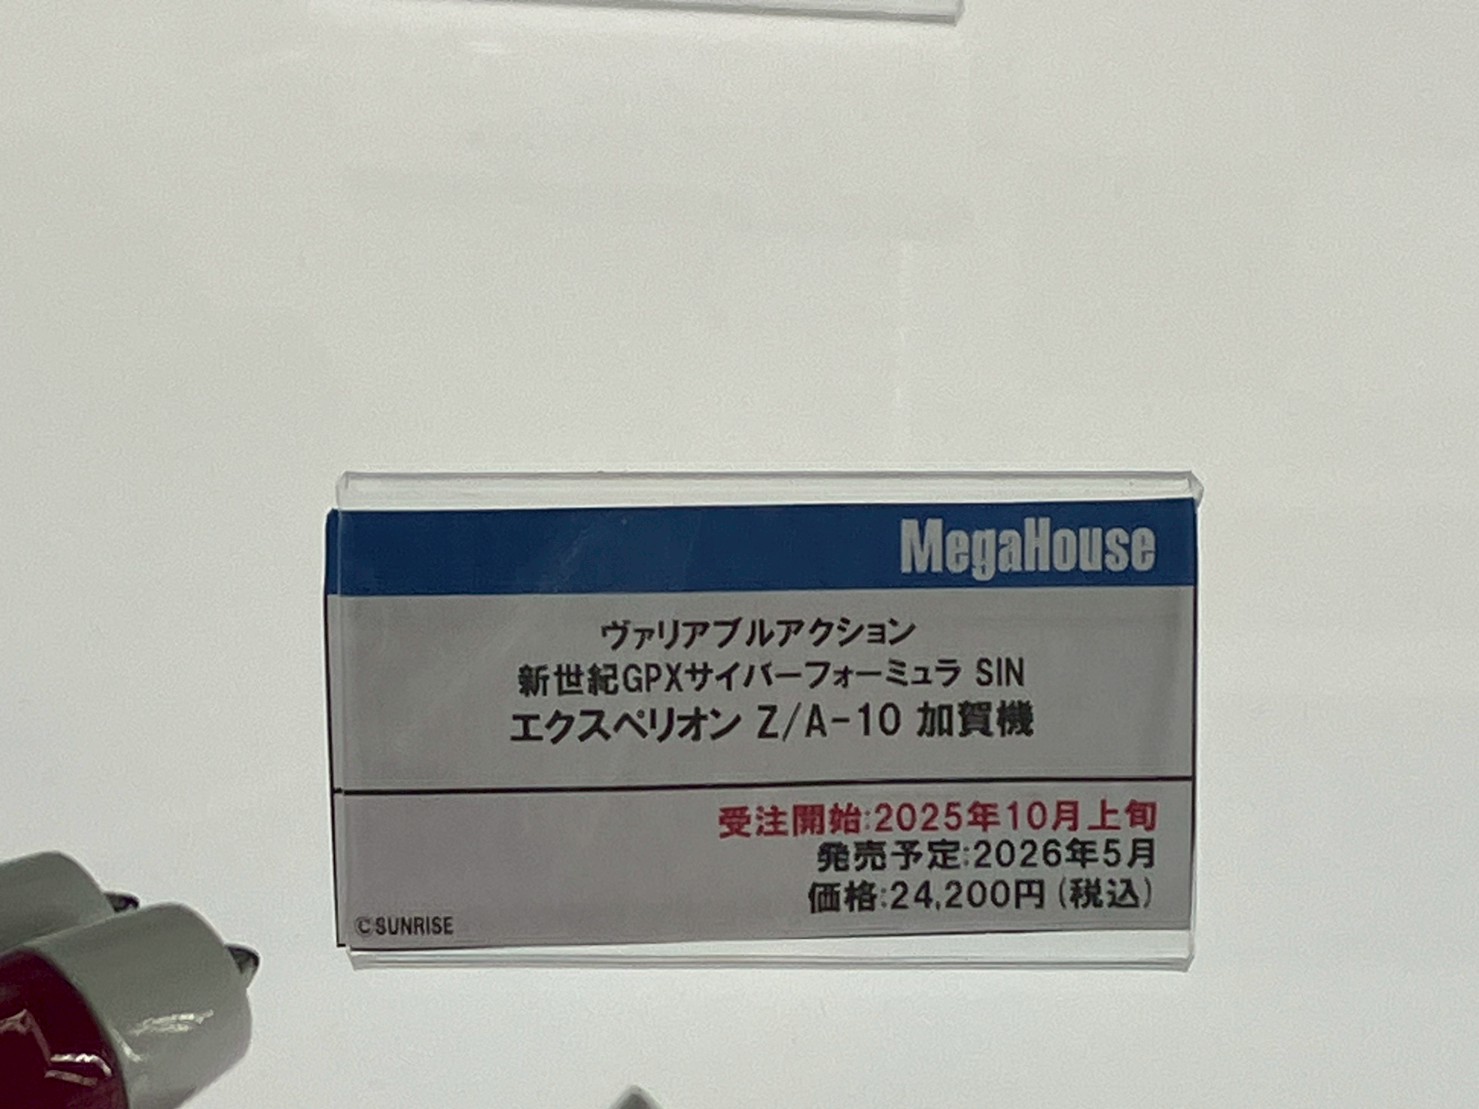 MegaHouse
ヴァリアブルアクション
新世紀GPXサイバーフォーミュラ SIN
エクスペリオン Z/A-10 加賀機
受注開始:2025年10月上旬
発売予定:2026年5月
価格:24,200円(税込)
©SUNRISE